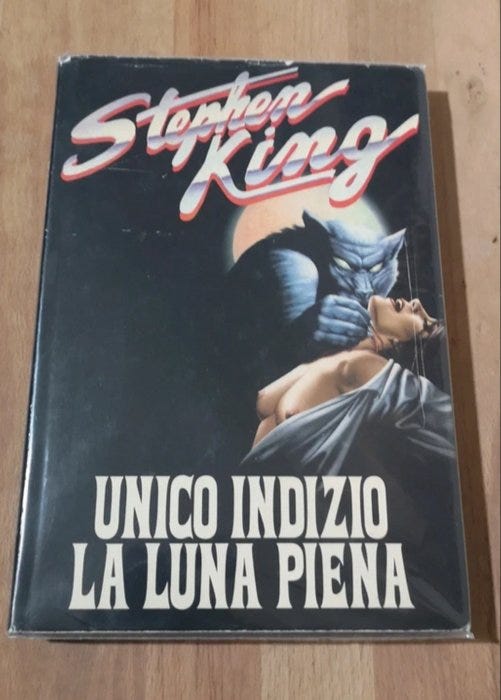 Stephen
King
UNICO INDIZIO
LA LUNA PIENA